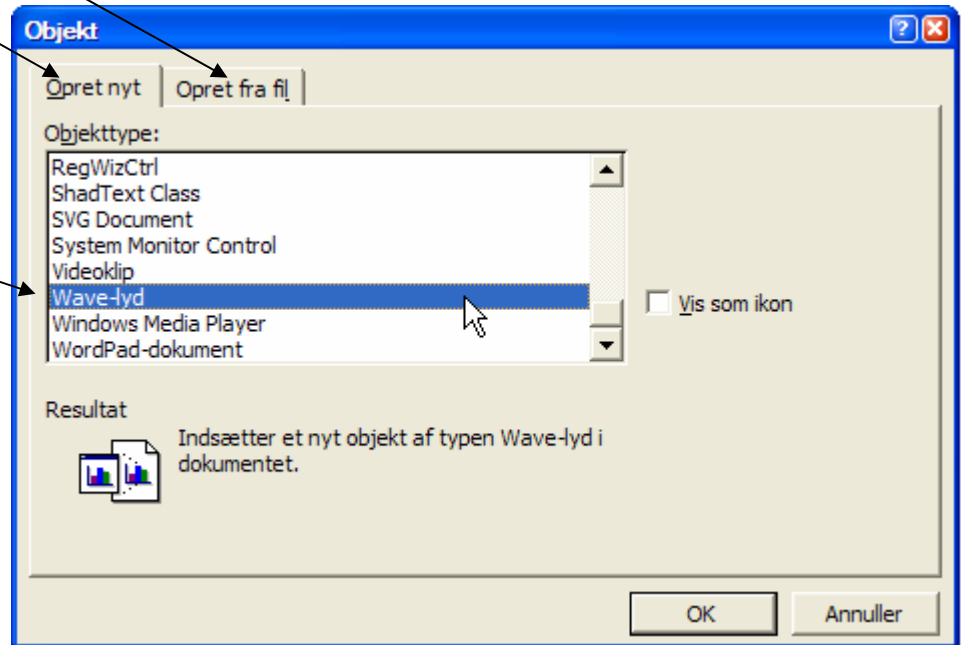 Objekt
Opret nyt
Opret fra fil
Objekttype:
RegWizCtrl
ShadText Class
SVG Document
System Monitor Control
Videoklip
Wave-lyd
Windows Media Player
WordPad-dokument
Vis som ikon
Resultat
Indsætter et nyt objekt af typen Wave-lyd i
dokumentet.
OK
Annuller